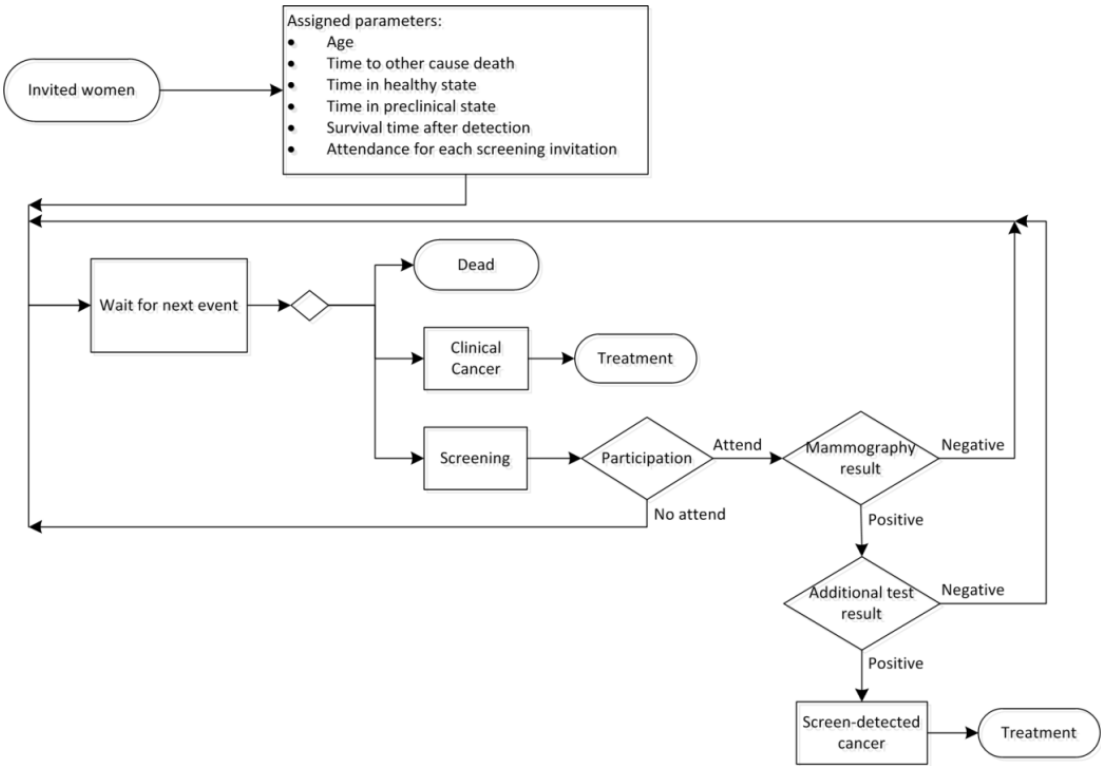 Assigned parameters:
● Age
● Time to other cause death
● Time in healthy state
● Time in preclinical state
● Survival time after detection
● Attendance for each screening invitation
Invited women
Dead
Wait for next event
Clinical
Cancer
Treatment
Screening
Participation
Attend
Mammography
result
Negative
No attend
Positive
Additional test
result
Negative
Positive
Screen-detected
cancer
Treatment